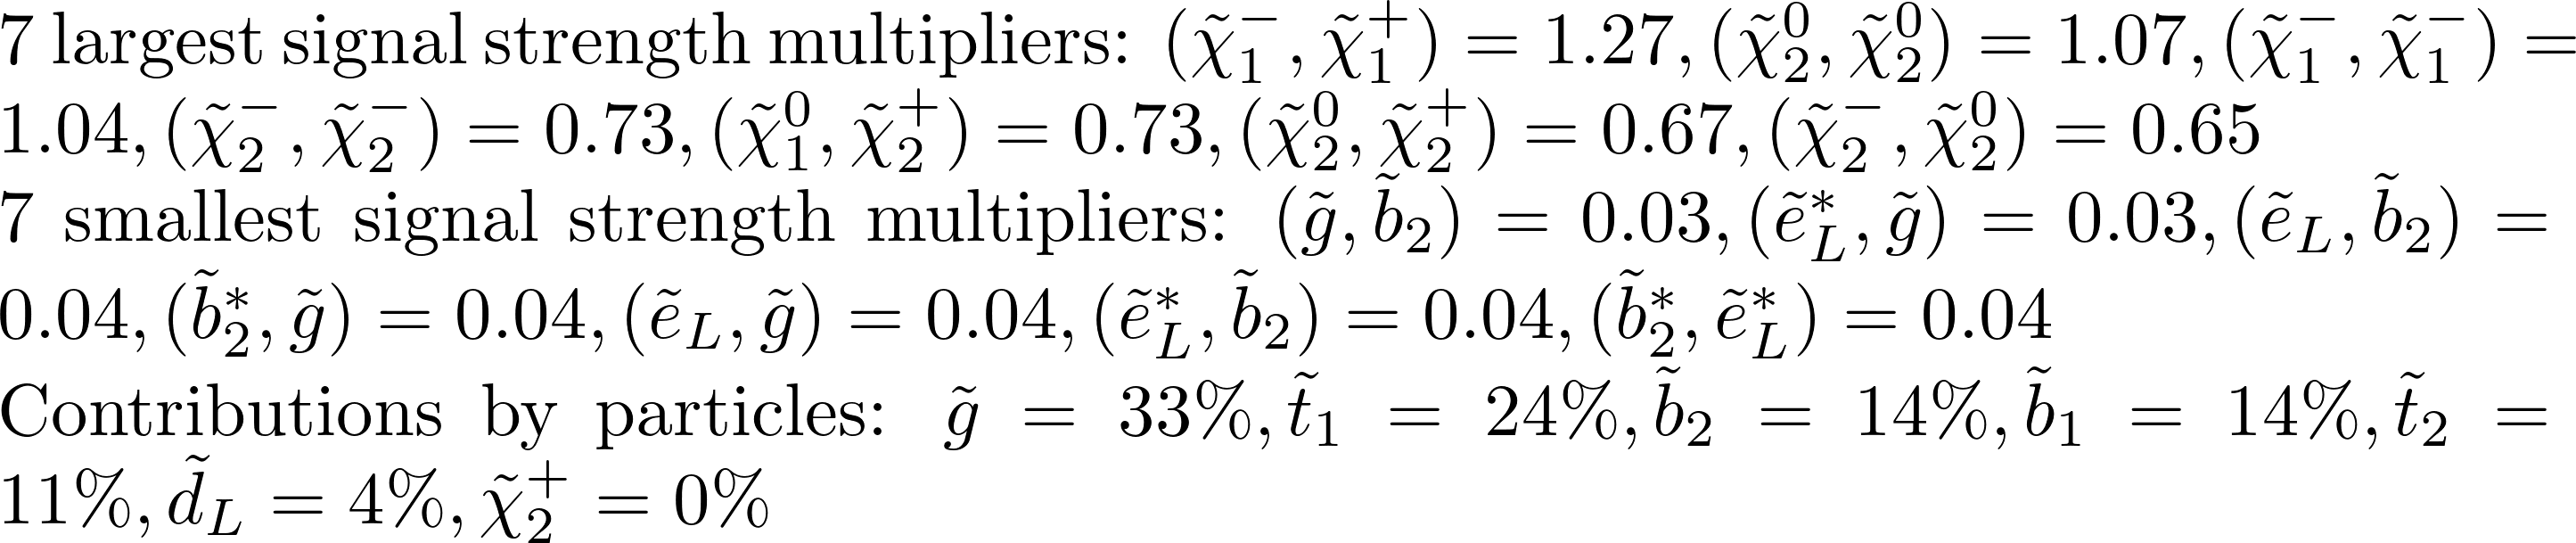 7 largest signal strength multipliers: (χ̃₁⁻, χ̃₁⁺) = 1.27, (χ̃₂⁰, χ̃₂⁰) = 1.07, (χ̃₁⁻, χ̃₁⁻) =
1.04, (χ̃₂⁻, χ̃₂⁻) = 0.73, (χ̃₁⁰, χ̃₂⁺) = 0.73, (χ̃₂⁰, χ̃₂⁺) = 0.67, (χ̃₂⁻, χ̃₂⁰) = 0.65
7 smallest signal strength multipliers: (g̃, b̃₂) = 0.03, (ẽ*_L, g̃) = 0.03, (ẽ_L, b̃₂) =
0.04, (b̃₂*, g̃) = 0.04, (ẽ_L, g̃) = 0.04, (ẽ*_L, b̃₂) = 0.04, (b̃₂*, ẽ*_L) = 0.04
Contributions by particles: g̃ = 33%, t̃₁ = 24%, b̃₂ = 14%, b̃₁ = 14%, t̃₂ =
11%, d̃_L = 4%, χ̃₂⁺ = 0%